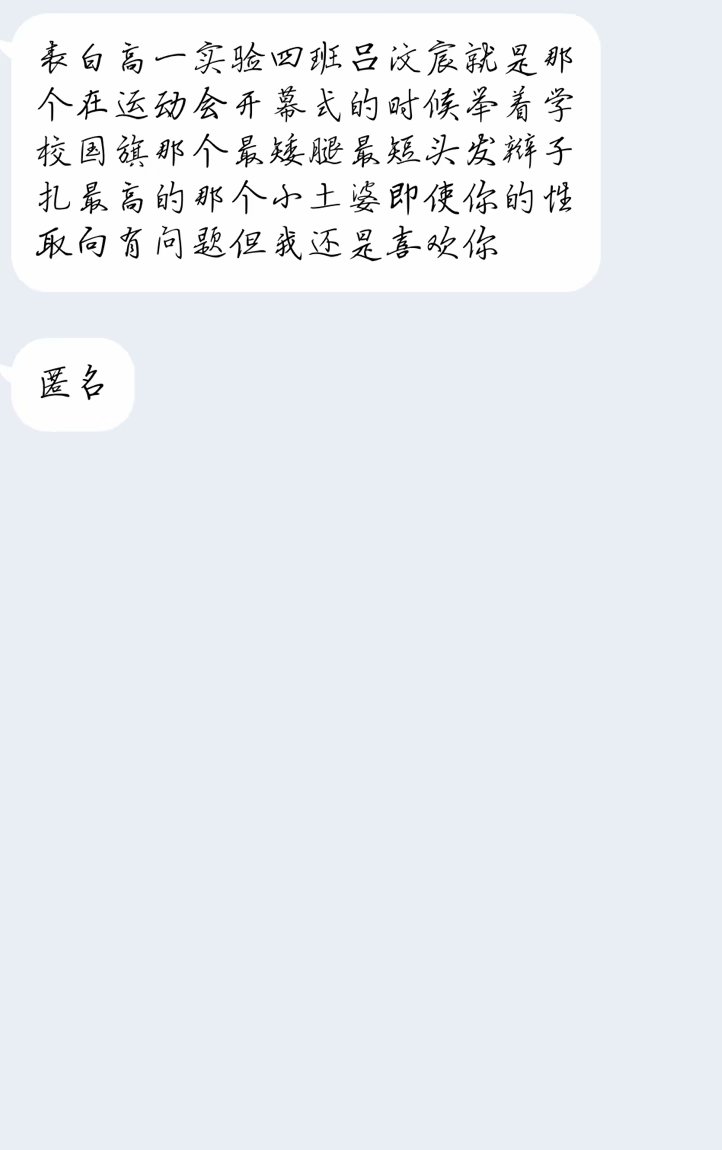 表白高一实验四班吕汶宸就是那
个在运动会开幕式的时候举着学
校国旗那个最矮腿最短头发辫子
扎最高的那个小土婆即使你的性
取向有问题但我还是喜欢你
匿名